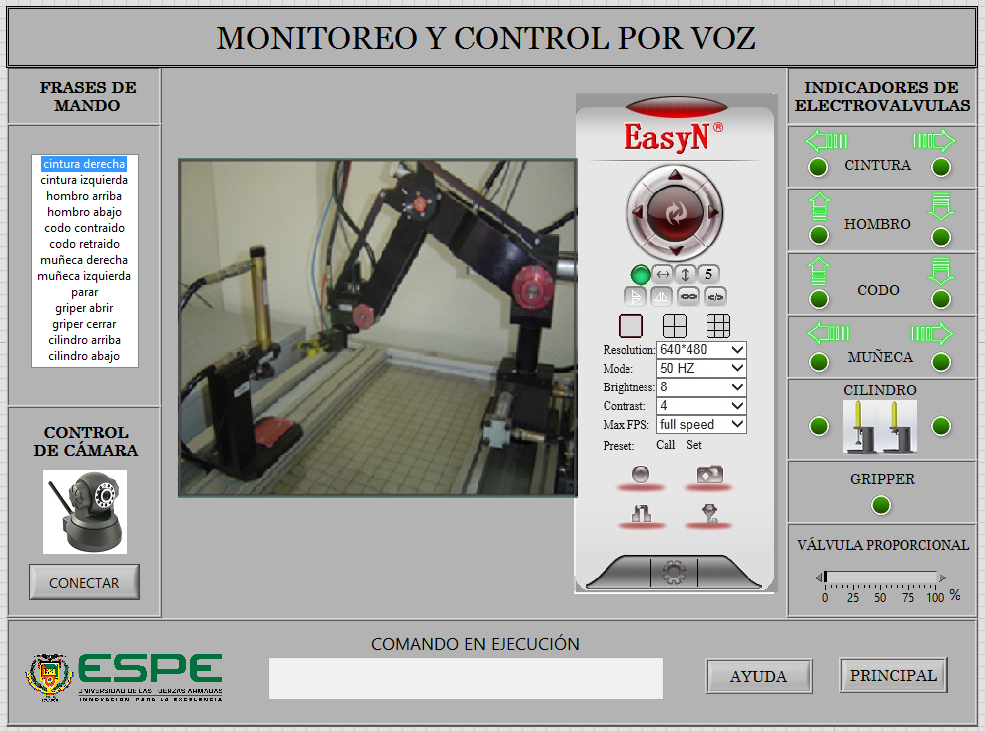 MONITOREO Y CONTROL POR VOZ
FRASES DE
MANDO
cintura derecha
cintura izquierda
hombro arriba
hombro abajo
codo contraido
codo retraido
muñeca derecha
muñeca izquierda
parar
griper abrir
griper cerrar
cilindro arriba
cilindro abajo
CONTROL
DE CÁMARA
CONECTAR
EasyN®
5
Resolution: 640*480
Mode: 50 HZ
Brightness: 8
Contrast: 4
Max FPS: full speed
Preset: Call Set
INDICADORES DE
ELECTROVALVULAS
CINTURA
HOMBRO
CODO
MUÑECA
CILINDRO
GRIPPER
VÁLVULA PROPORCIONAL
0 25 50 75 100 %
ESPE
UNIVERSIDAD DE LAS FUERZAS ARMADAS
INNOVACIÓN PARA LA EXCELENCIA
COMANDO EN EJECUCIÓN
AYUDA
PRINCIPAL